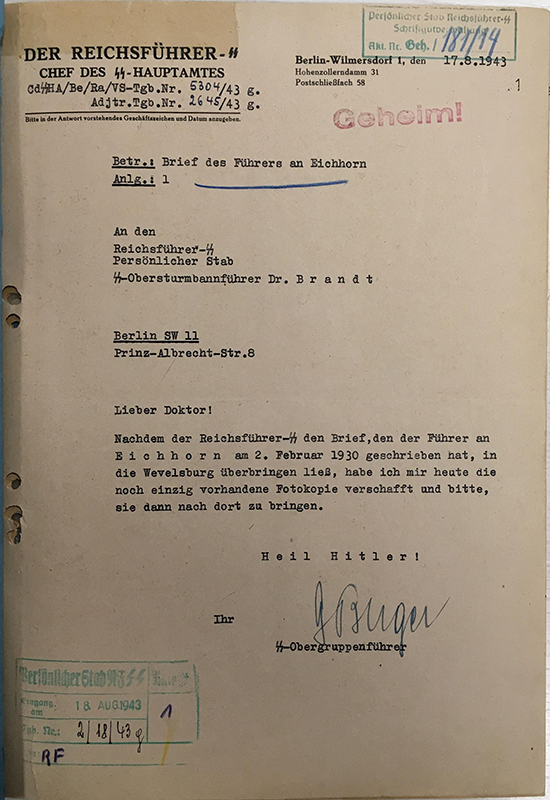 Persönlicher Stab Reichsführer-SS
Schriftgutverwaltung
Akt. Nr. Geh./ 181/14
DER REICHSFÜHRER-SS
CHEF DES SS-HAUPTAMTES
CdSSHA/Be/Ra/VS-Tgb.Nr. 5304/43 g.
Adjtr.Tgb.Nr. 2645/43 g.
Bitte in der Antwort vorstehendes Geschäftszeichen und Datum anzugeben.
Berlin-Wilmersdorf 1, den 17.8.1943
Hohenzollerndamm 31
Postschließfach 58
1
Geheim!
Betr.: Brief des Führers an Eichhorn
Anlg.: 1
An den
Reichsführer-SS
Persönlicher Stab
SS-Obersturmbannführer Dr. B r a n d t
Berlin SW 11
Prinz-Albrecht-Str.8
Lieber Doktor!
Nachdem der Reichsführer-SS den Brief,den der Führer an
E i c h h o r n am 2. Februar 1930 geschrieben hat, in
die Wevelsburg überbringen ließ, habe ich mir heute die
noch einzig vorhandene Fotokopie verschafft und bitte,
sie dann nach dort zu bringen.
H e i l H i t l e r !
Ihr
G Berger
SS-Obergruppenführer
Persönlicher Stab RFSS
Eingang am 18. AUG. 1943
Tgb. Nr.: 2/18/43 g
1
RF